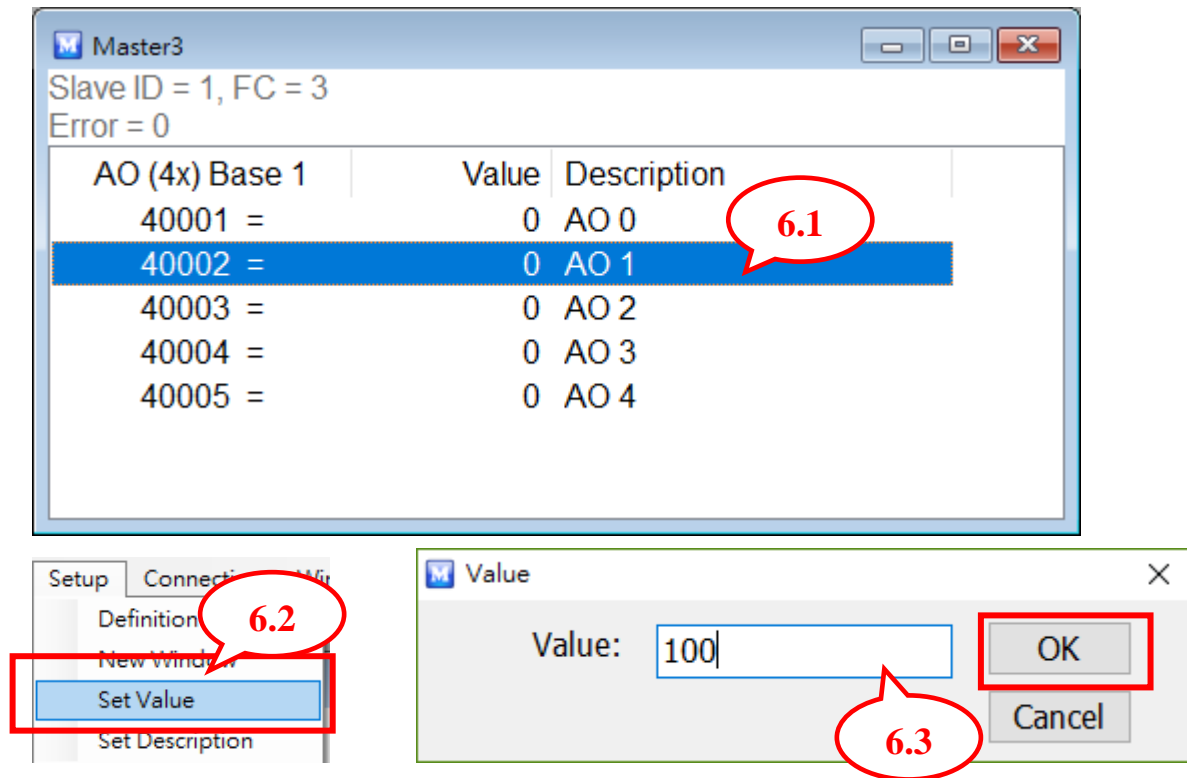 Master3
Slave ID = 1, FC = 3
Error = 0
AO (4x) Base 1 Value Description
40001 = 0 AO 0
6.1
40002 = 0 AO 1
40003 = 0 AO 2
40004 = 0 AO 3
40005 = 0 AO 4
Setup
Definition
6.2
New Window
Set Value
Set Description
Value
Value: 100 OK
Cancel
6.3